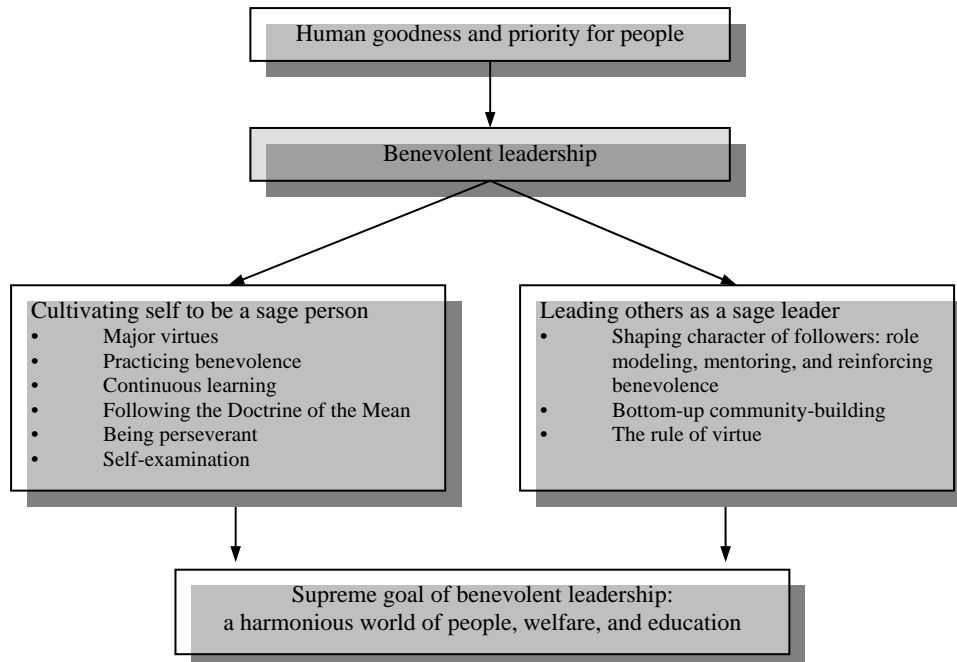 Human goodness and priority for people
Benevolent leadership
Cultivating self to be a sage person
• Major virtues
• Practicing benevolence
• Continuous learning
• Following the Doctrine of the Mean
• Being perseverant
• Self-examination
Leading others as a sage leader
• Shaping character of followers: role
modeling, mentoring, and reinforcing
benevolence
• Bottom-up community-building
• The rule of virtue
Supreme goal of benevolent leadership:
a harmonious world of people, welfare, and education